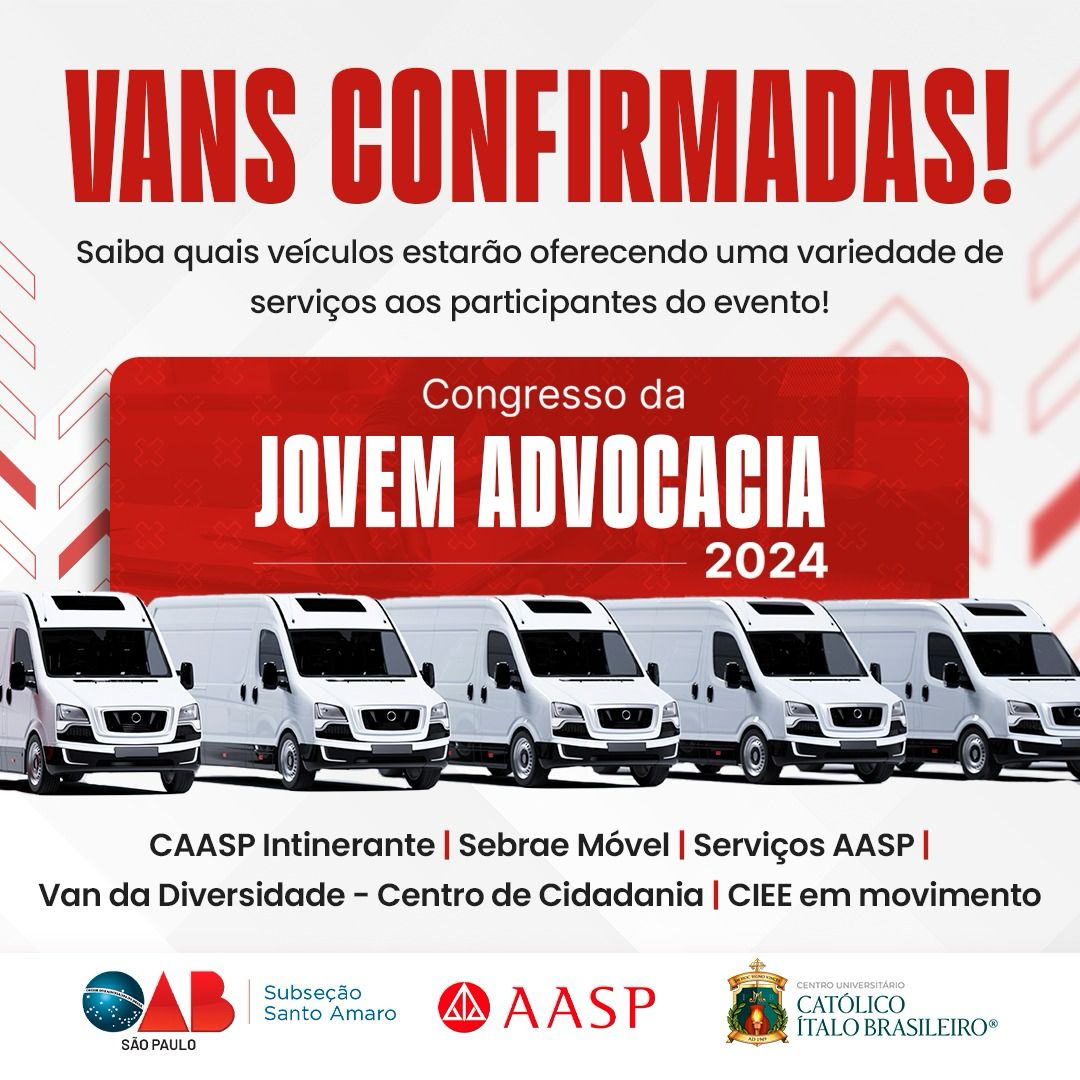 VANS CONFIRMADAS!
Saiba quais veículos estarão oferecendo uma variedade de
serviços aos participantes do evento!
Congresso da
JOVEM ADVOCACIA
2024
CAASP Intinerante | Sebrae Móvel | Serviços AASP |
Van da Diversidade - Centro de Cidadania | CIEE em movimento
OAB
SÃO PAULO
Subseção
Santo Amaro
AASP
CENTRO UNIVERSITÁRIO
CATÓLICO
ÍTALO BRASILEIRO®